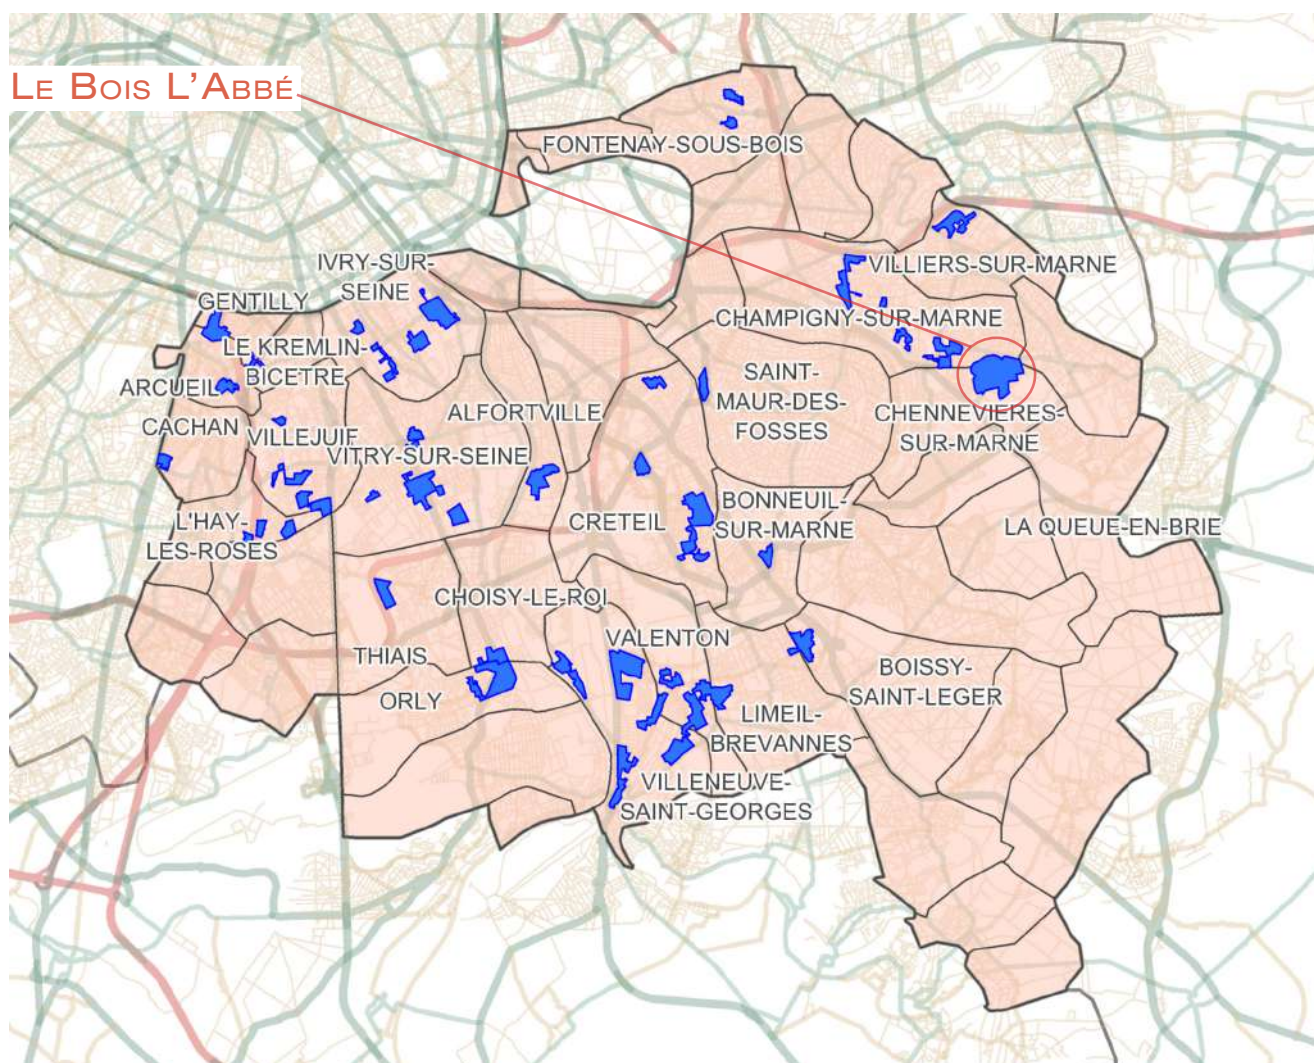 LE BOIS L'ABBÉ
FONTENAY-SOUS-BOIS
IVRY-SUR-
SEINE
VILLIERS-SUR-MARNE
GENTILLY
CHAMPIGNY-SUR-MARNE
LE KREMLIN-
BICETRE
ARCUEIL
SAINT-
MAUR-DES-
FOSSES
CACHAN
VILLEJUIF
ALFORTVILLE
CHENNEVIERES-
SUR-MARNE
VITRY-SUR-SEINE
L'HAY-
LES-ROSES
CRETEIL
BONNEUIL-
SUR-MARNE
LA QUEUE-EN-BRIE
CHOISY-LE-ROI
VALENTON
THIAIS
ORLY
BOISSY-
SAINT-LEGER
LIMEIL-
BREVANNES
VILLENEUVE-
SAINT-GEORGES